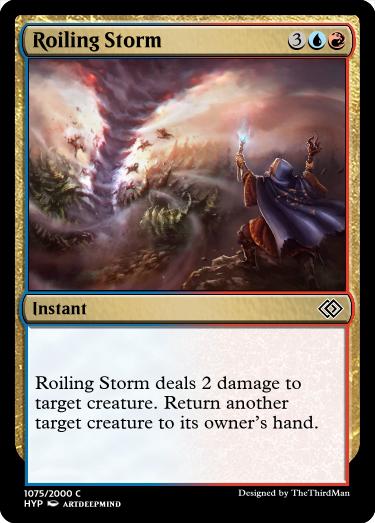 Roiling Storm 3
Instant
Roiling Storm deals 2 damage to
target creature. Return another
target creature to its owner's hand.
1075/2000 C
HYP ARTDEEPMIND
Designed by TheThirdMan